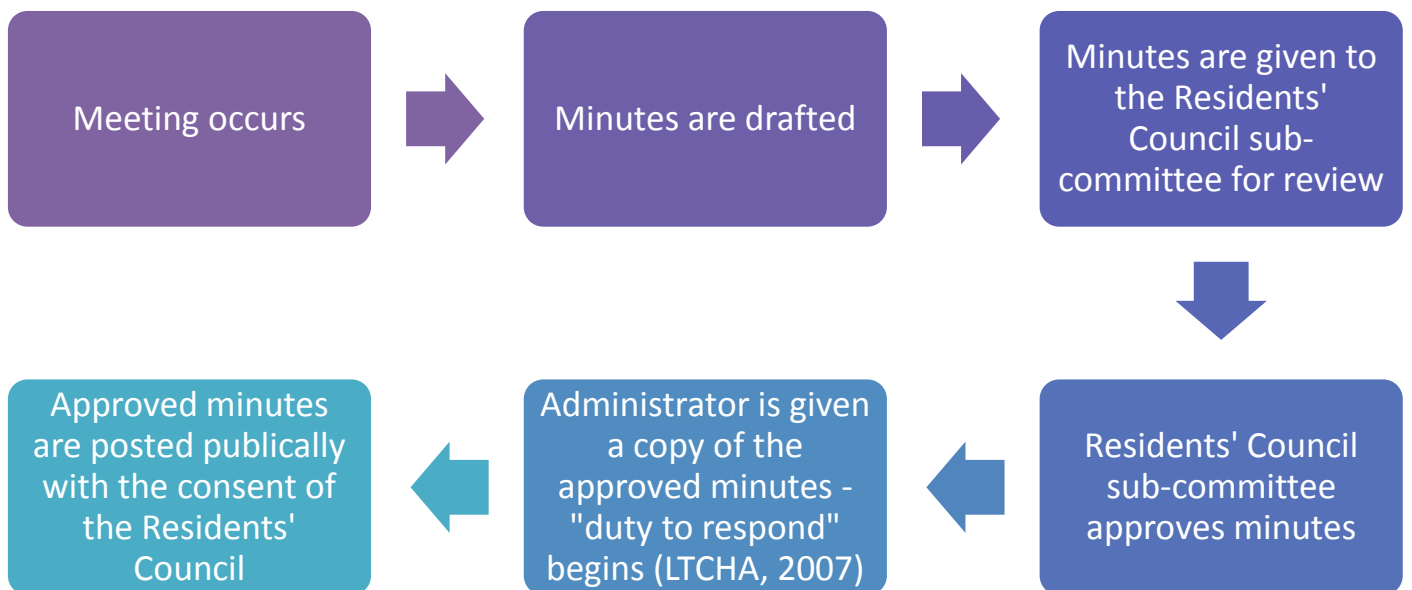 Meeting occurs
Minutes are drafted
Minutes are given to
the Residents'
Council sub-
committee for review
Residents' Council
sub-committee
approves minutes
Administrator is given
a copy of the
approved minutes -
"duty to respond"
begins (LTCHA, 2007)
Approved minutes
are posted publically
with the consent of
the Residents'
Council